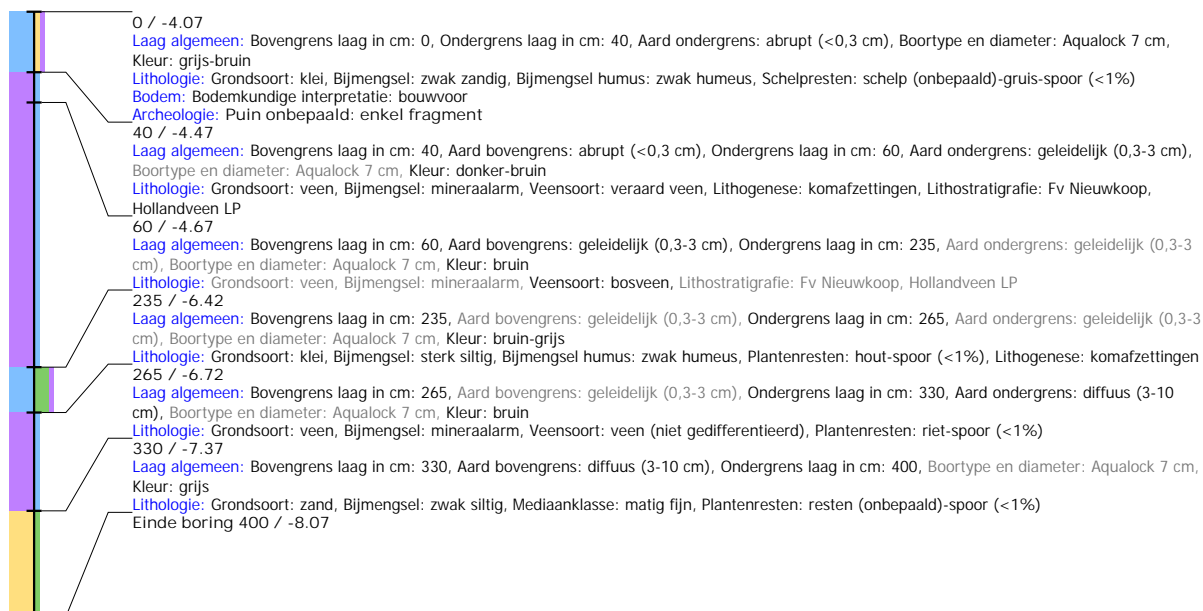 0 / -4.07
Laag algemeen: Bovengrens laag in cm: 0, Ondergrens laag in cm: 40, Aard ondergrens: abrupt (<0,3 cm), Boortype en diameter: Aqualock 7 cm,
Kleur: grijs-bruin
Lithologie: Grondsoort: klei, Bijmengsel: zwak zandig, Bijmengsel humus: zwak humeus, Schelpresten: schelp (onbepaald)-gruis-spoor (<1%)
Bodem: Bodemkundige interpretatie: bouwvoor
Archeologie: Puin onbepaald: enkel fragment
40 / -4.47
Laag algemeen: Bovengrens laag in cm: 40, Aard bovengrens: abrupt (<0,3 cm), Ondergrens laag in cm: 60, Aard ondergrens: geleidelijk (0,3-3 cm),
Boortype en diameter: Aqualock 7 cm, Kleur: donker-bruin
Lithologie: Grondsoort: veen, Bijmengsel: mineraalarm, Veensoort: veraard veen, Lithogenese: komafzettingen, Lithostratigrafie: Fv Nieuwkoop,
Hollandveen LP
60 / -4.67
Laag algemeen: Bovengrens laag in cm: 60, Aard bovengrens: geleidelijk (0,3-3 cm), Ondergrens laag in cm: 235, Aard ondergrens: geleidelijk (0,3-3
cm), Boortype en diameter: Aqualock 7 cm, Kleur: bruin
Lithologie: Grondsoort: veen, Bijmengsel: mineraalarm, Veensoort: bosveen, Lithostratigrafie: Fv Nieuwkoop, Hollandveen LP
235 / -6.42
Laag algemeen: Bovengrens laag in cm: 235, Aard bovengrens: geleidelijk (0,3-3 cm), Ondergrens laag in cm: 265, Aard ondergrens: geleidelijk (0,3-3
cm), Boortype en diameter: Aqualock 7 cm, Kleur: bruin-grijs
Lithologie: Grondsoort: klei, Bijmengsel: sterk siltig, Bijmengsel humus: zwak humeus, Plantenresten: hout-spoor (<1%), Lithogenese: komafzettingen
265 / -6.72
Laag algemeen: Bovengrens laag in cm: 265, Aard bovengrens: geleidelijk (0,3-3 cm), Ondergrens laag in cm: 330, Aard ondergrens: diffuus (3-10
cm), Boortype en diameter: Aqualock 7 cm, Kleur: bruin
Lithologie: Grondsoort: veen, Bijmengsel: mineraalarm, Veensoort: veen (niet gedifferentieerd), Plantenresten: riet-spoor (<1%)
330 / -7.37
Laag algemeen: Bovengrens laag in cm: 330, Aard bovengrens: diffuus (3-10 cm), Ondergrens laag in cm: 400, Boortype en diameter: Aqualock 7 cm,
Kleur: grijs
Lithologie: Grondsoort: zand, Bijmengsel: zwak siltig, Mediaanklasse: matig fijn, Plantenresten: resten (onbepaald)-spoor (<1%)
Einde boring 400 / -8.07